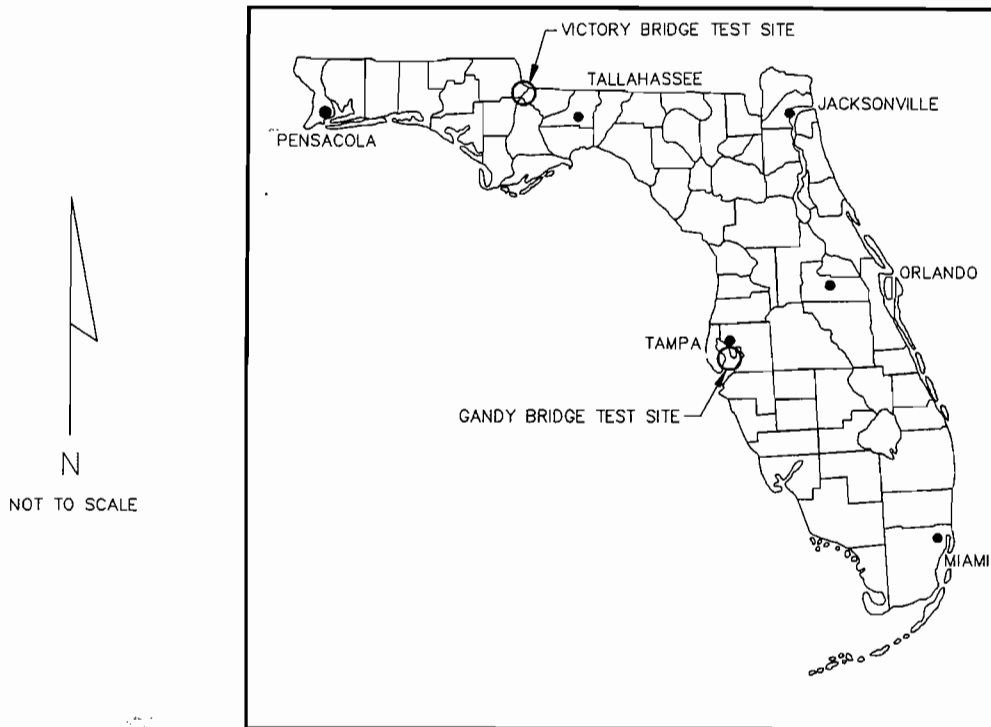 VICTORY BRIDGE TEST SITE
TALLAHASSEE
JACKSONVILLE
PENSACOLA
ORLANDO
TAMPA
GANDY BRIDGE TEST SITE
N
NOT TO SCALE
MIAMI